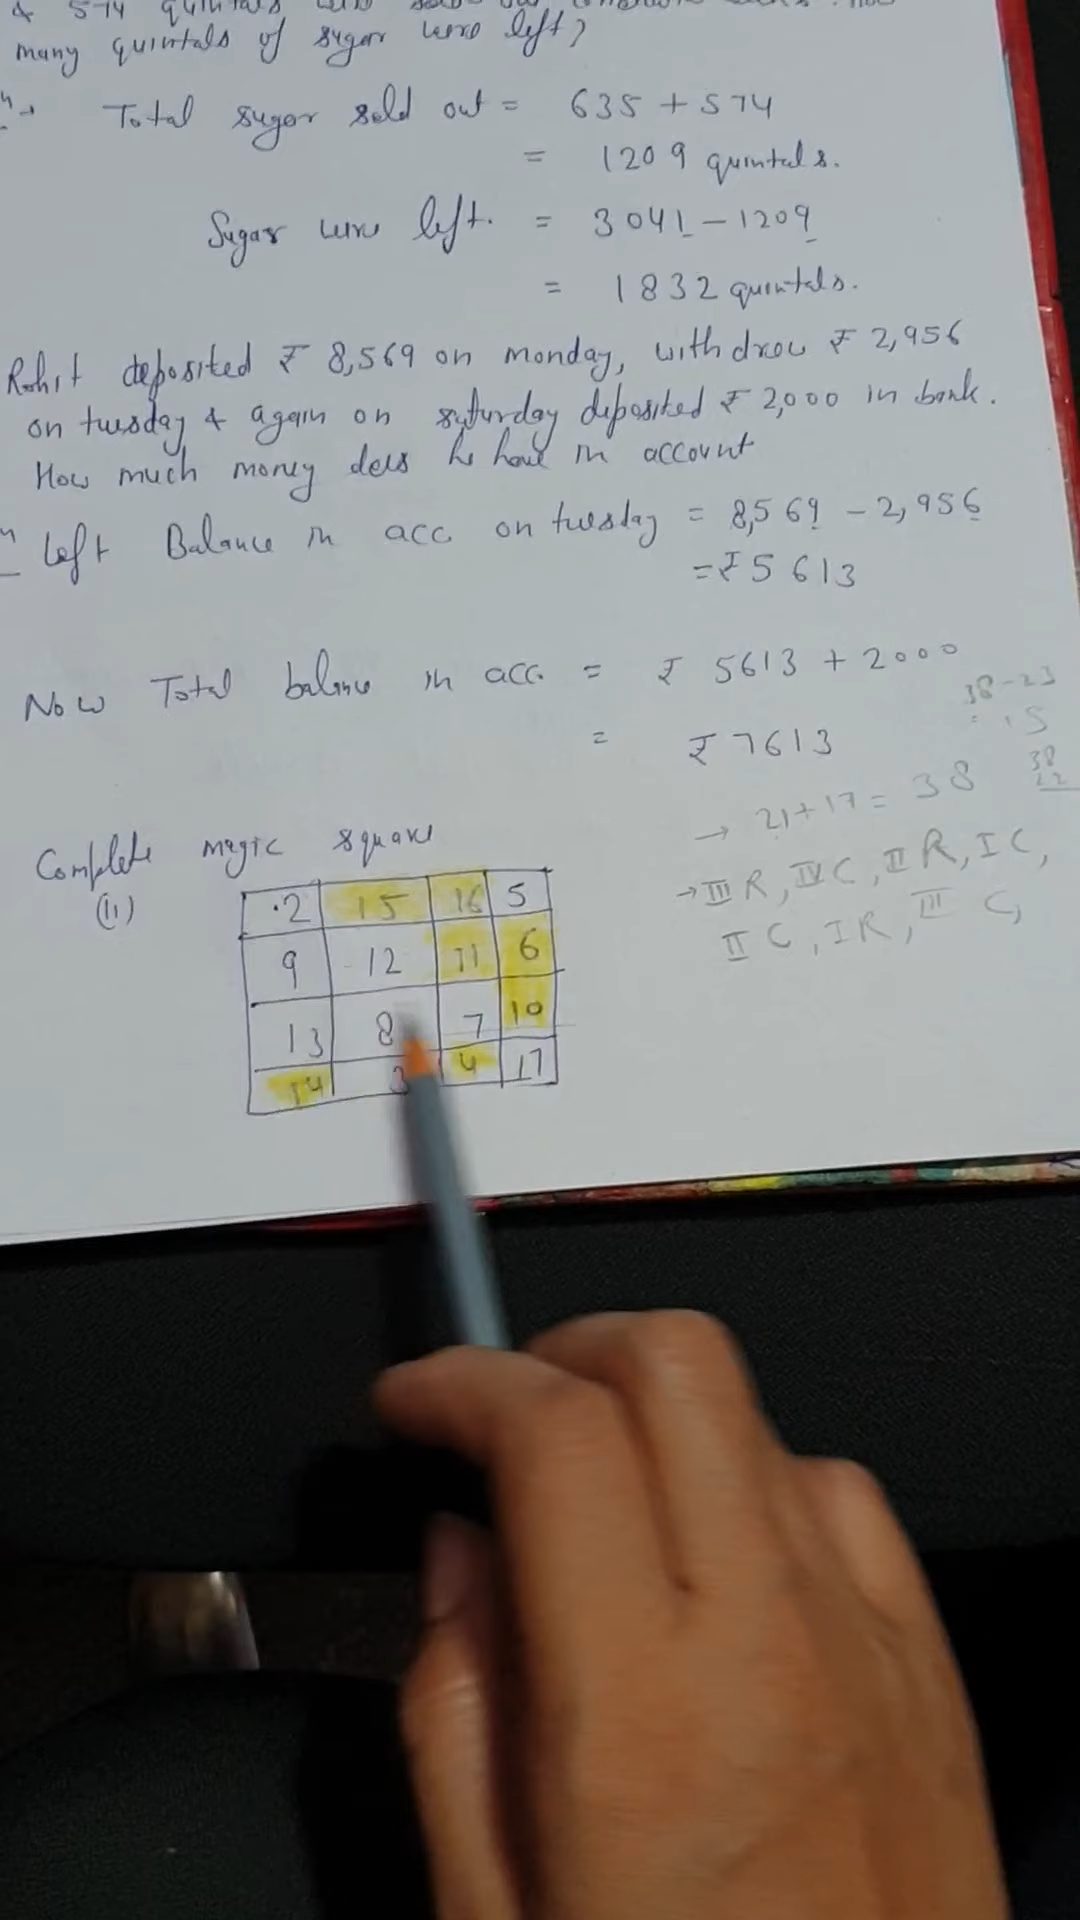 & 574 quintals were
many quintals of sugar were left?
Total sugar sold out = 635 + 574
= 1209 quintals.
Sugar were left. = 3041 - 1209
= 1832 quintals.
Rohit deposited ₹ 8,569 on monday, withdrew ₹ 2,956
on tuesday & again on saturday deposited ₹ 2,000 in bank.
How much money does he have in account
left Balance in acc. on tuesday = 8,569 - 2,956
= ₹ 5613
Now Total balance in acc. = ₹ 5613 + 2000
= ₹ 7613
38-23
= 15
38
→ 21+17 = 38
→ III R, IV C, II R, I C,
II C, I R, III C,
Complete magic square
(ii)
2 15 16 5
9 12 11 6
13 8 7 10
14 3 4 17